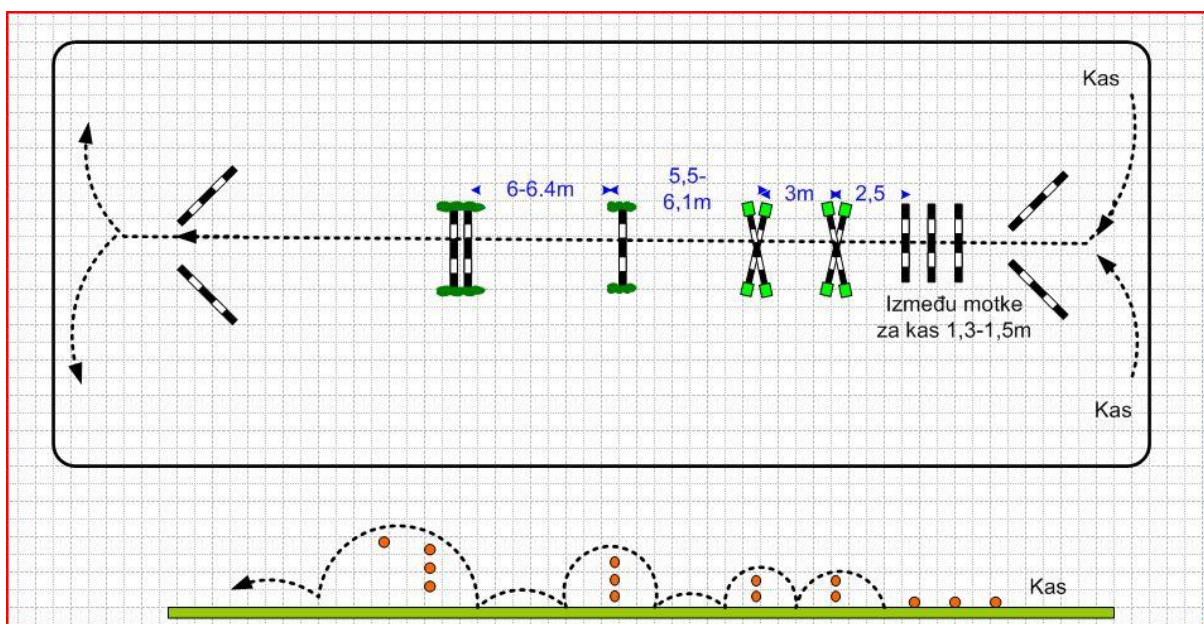 Kas
6-6.4m
5,5-
6,1m
3m
2,5
Između motke
za kas 1,3-1,5m
Kas
Kas